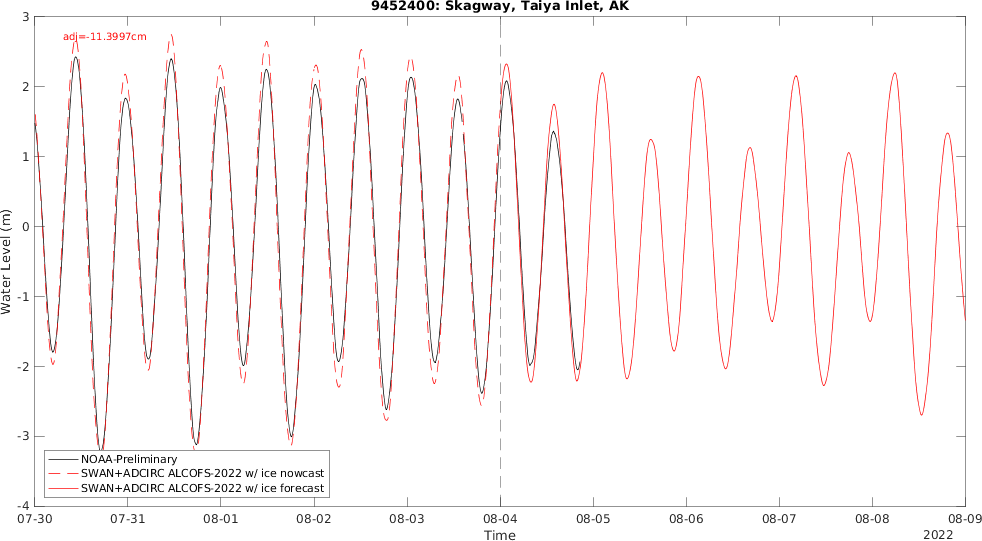 9452400: Skagway, Taiya Inlet, AK
adj=-11.3997cm
3
2
1
0
-1
-2
-3
-4
Water Level (m)
NOAA-Preliminary
SWAN+ADCIRC ALCOFS-2022 w/ ice nowcast
SWAN+ADCIRC ALCOFS-2022 w/ ice forecast
07-30 07-31 08-01 08-02 08-03 08-04 08-05 08-06 08-07 08-08 08-09
Time
2022